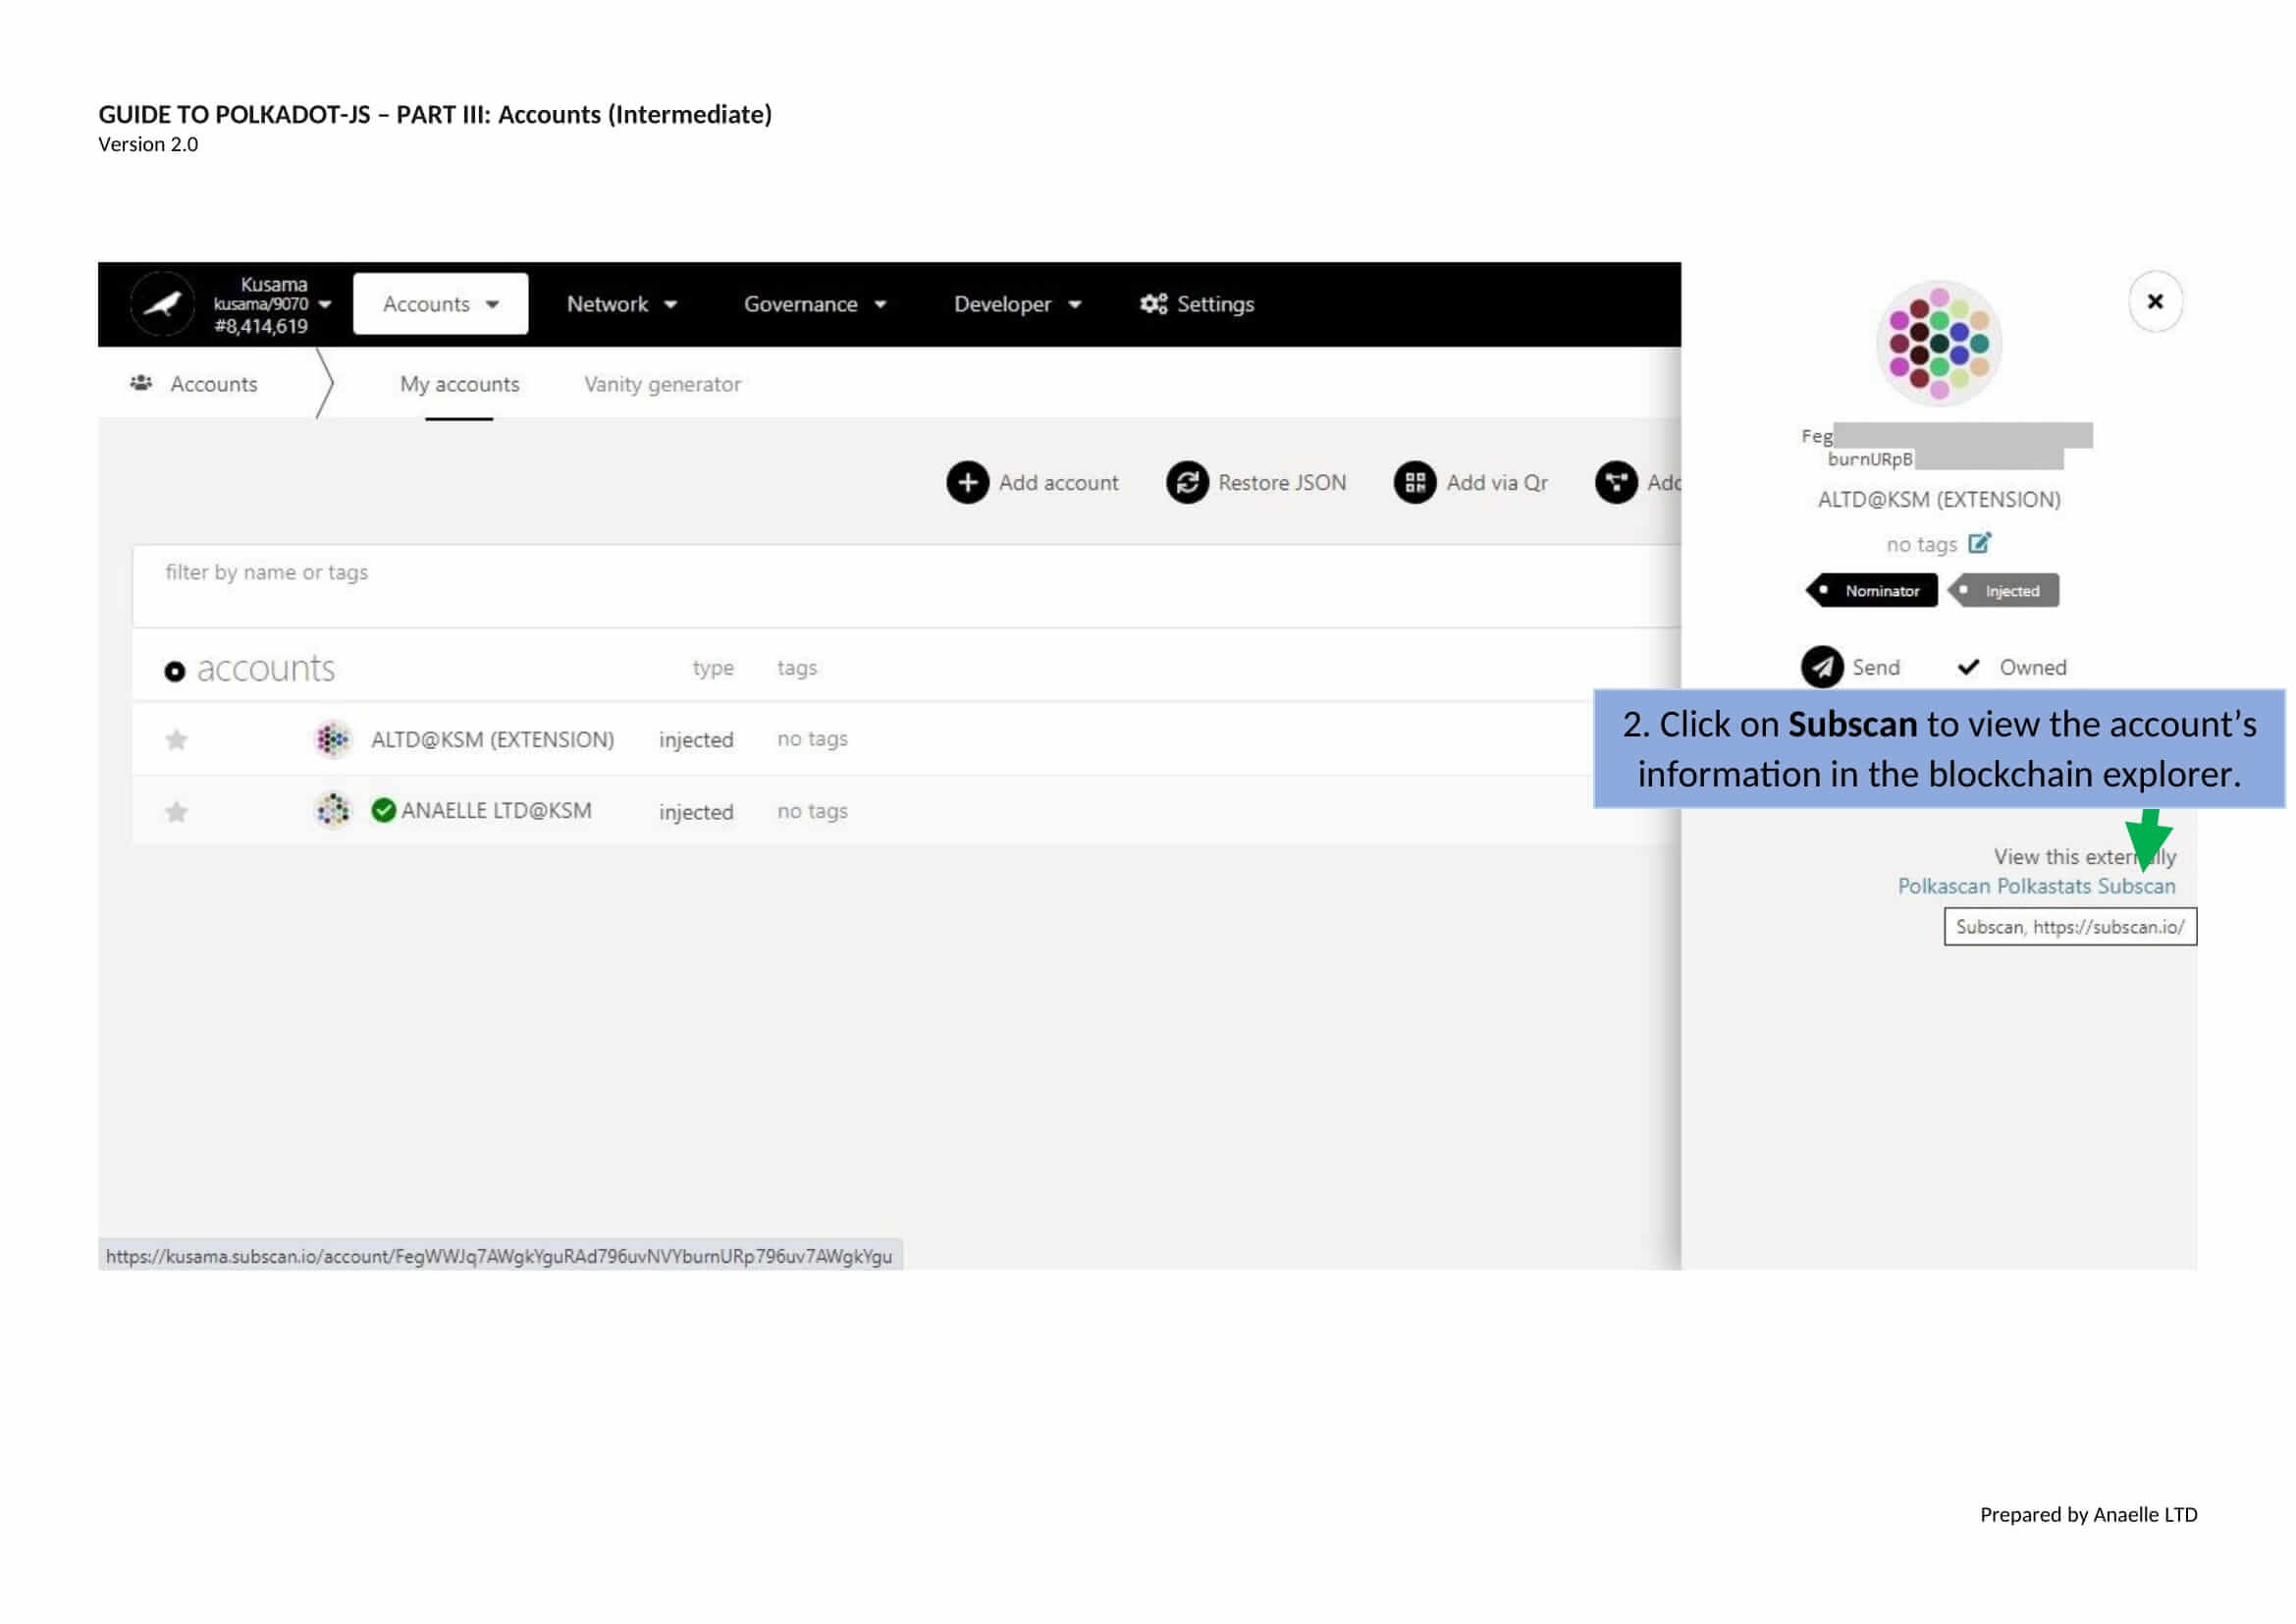 GUIDE TO POLKADOT-JS – PART III: Accounts (Intermediate)
Version 2.0
Kusama
kusama/9070
#8,414,619
Accounts
Network
Governance
Developer
Settings
Accounts
My accounts
Vanity generator
Add account
Restore JSON
Add via Qr
Add
filter by name or tags
accounts
type
tags
ALTD@KSM (EXTENSION)
injected
no tags
ANAELLE LTD@KSM
injected
no tags
Feg
burnURpB
ALTD@KSM (EXTENSION)
no tags
Nominator
Injected
Send
Owned
2. Click on Subscan to view the account’s
information in the blockchain explorer.
View this externally
Polkascan Polkastats Subscan
Subscan, https://subscan.io/
https://kusama.subscan.io/account/FegWWJq7AWgkYguRAd796uvNVYburnURp796uv7AWgkYgu
Prepared by Anaelle LTD